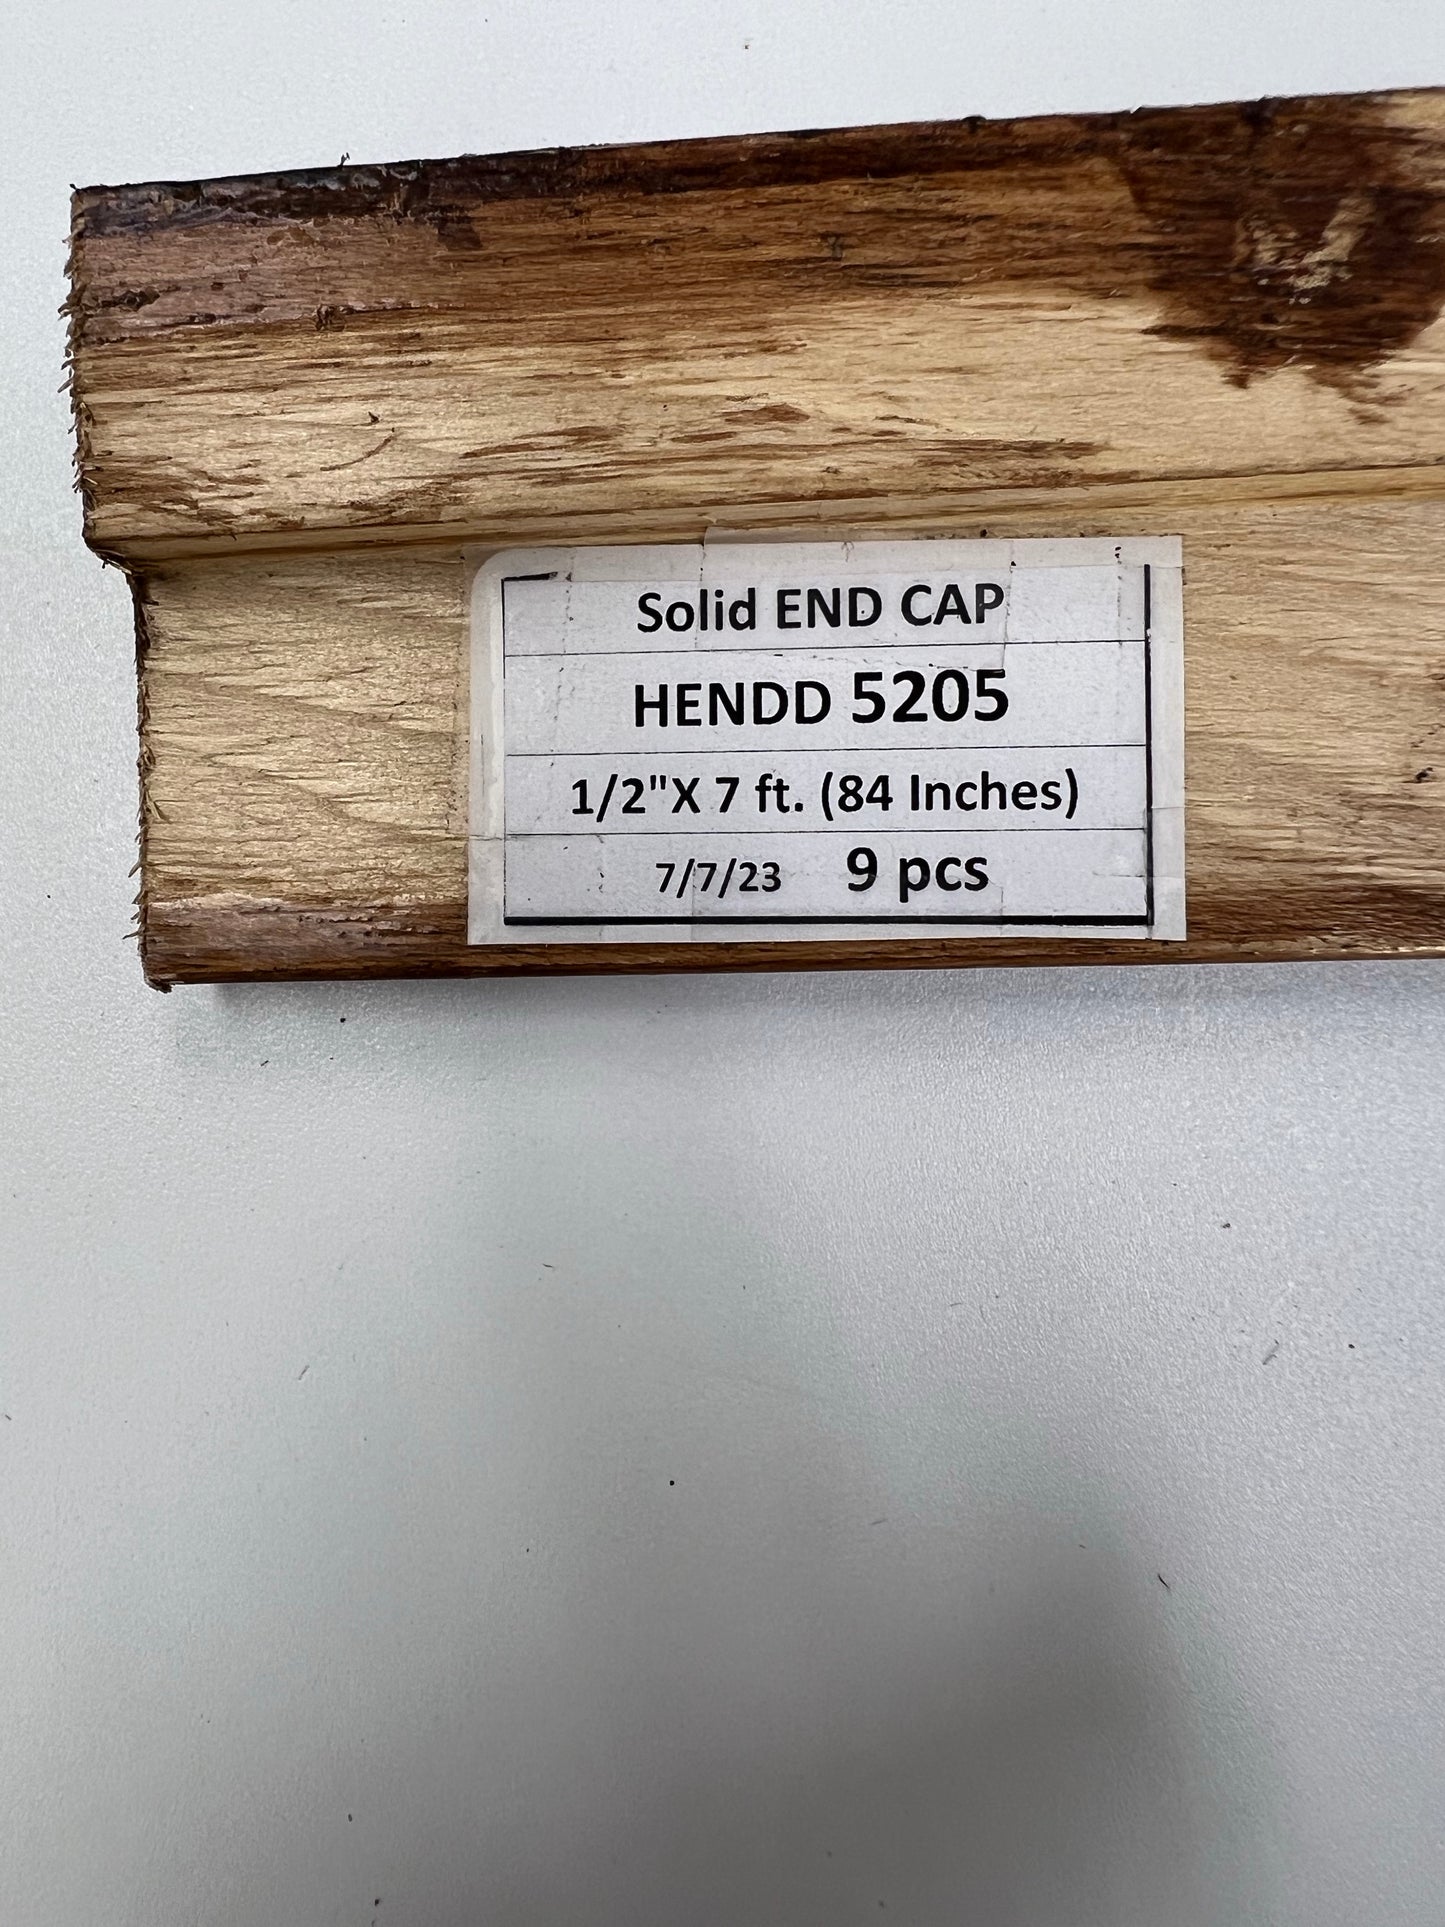 Solid END CAP
HENDD 5205
1/2"X 7 ft. (84 Inches)
7/7/23 9 pcs